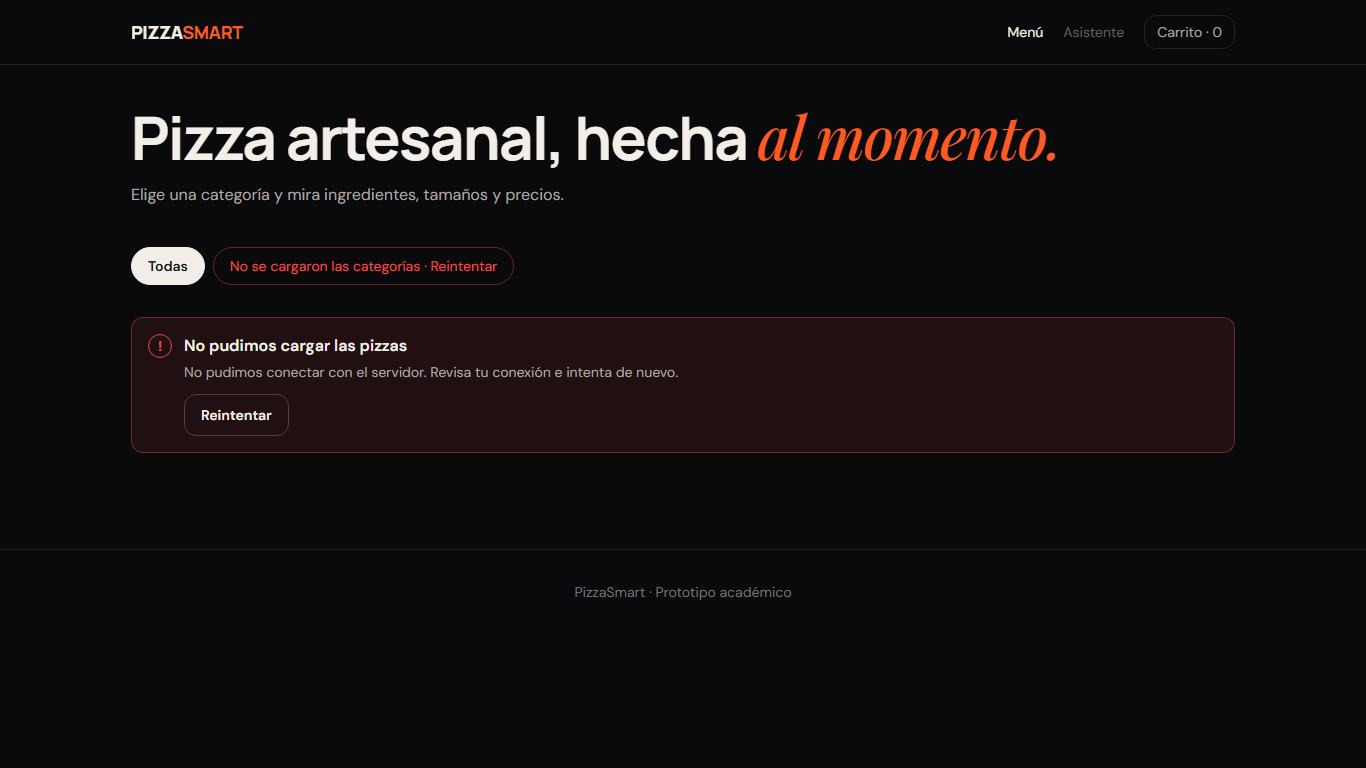 PIZZASMART
Menú
Asistente
Carrito · 0
Pizza artesanal, hecha al momento.
Elige una categoría y mira ingredientes, tamaños y precios.
Todas
No se cargaron las categorías · Reintentar
!
No pudimos cargar las pizzas
No pudimos conectar con el servidor. Revisa tu conexión e intenta de nuevo.
Reintentar
PizzaSmart · Prototipo académico